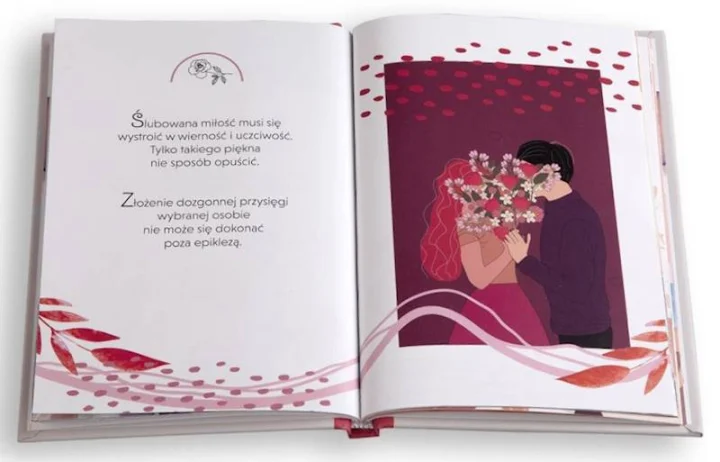 Ślubowana miłość musi się
wystroić w wierność i uczciwość.
Tylko takiego piękna
nie sposób opuścić.
Złożenie dozgonnej przysięgi
wybranej osobie
nie może się dokonać
poza epiklezą.